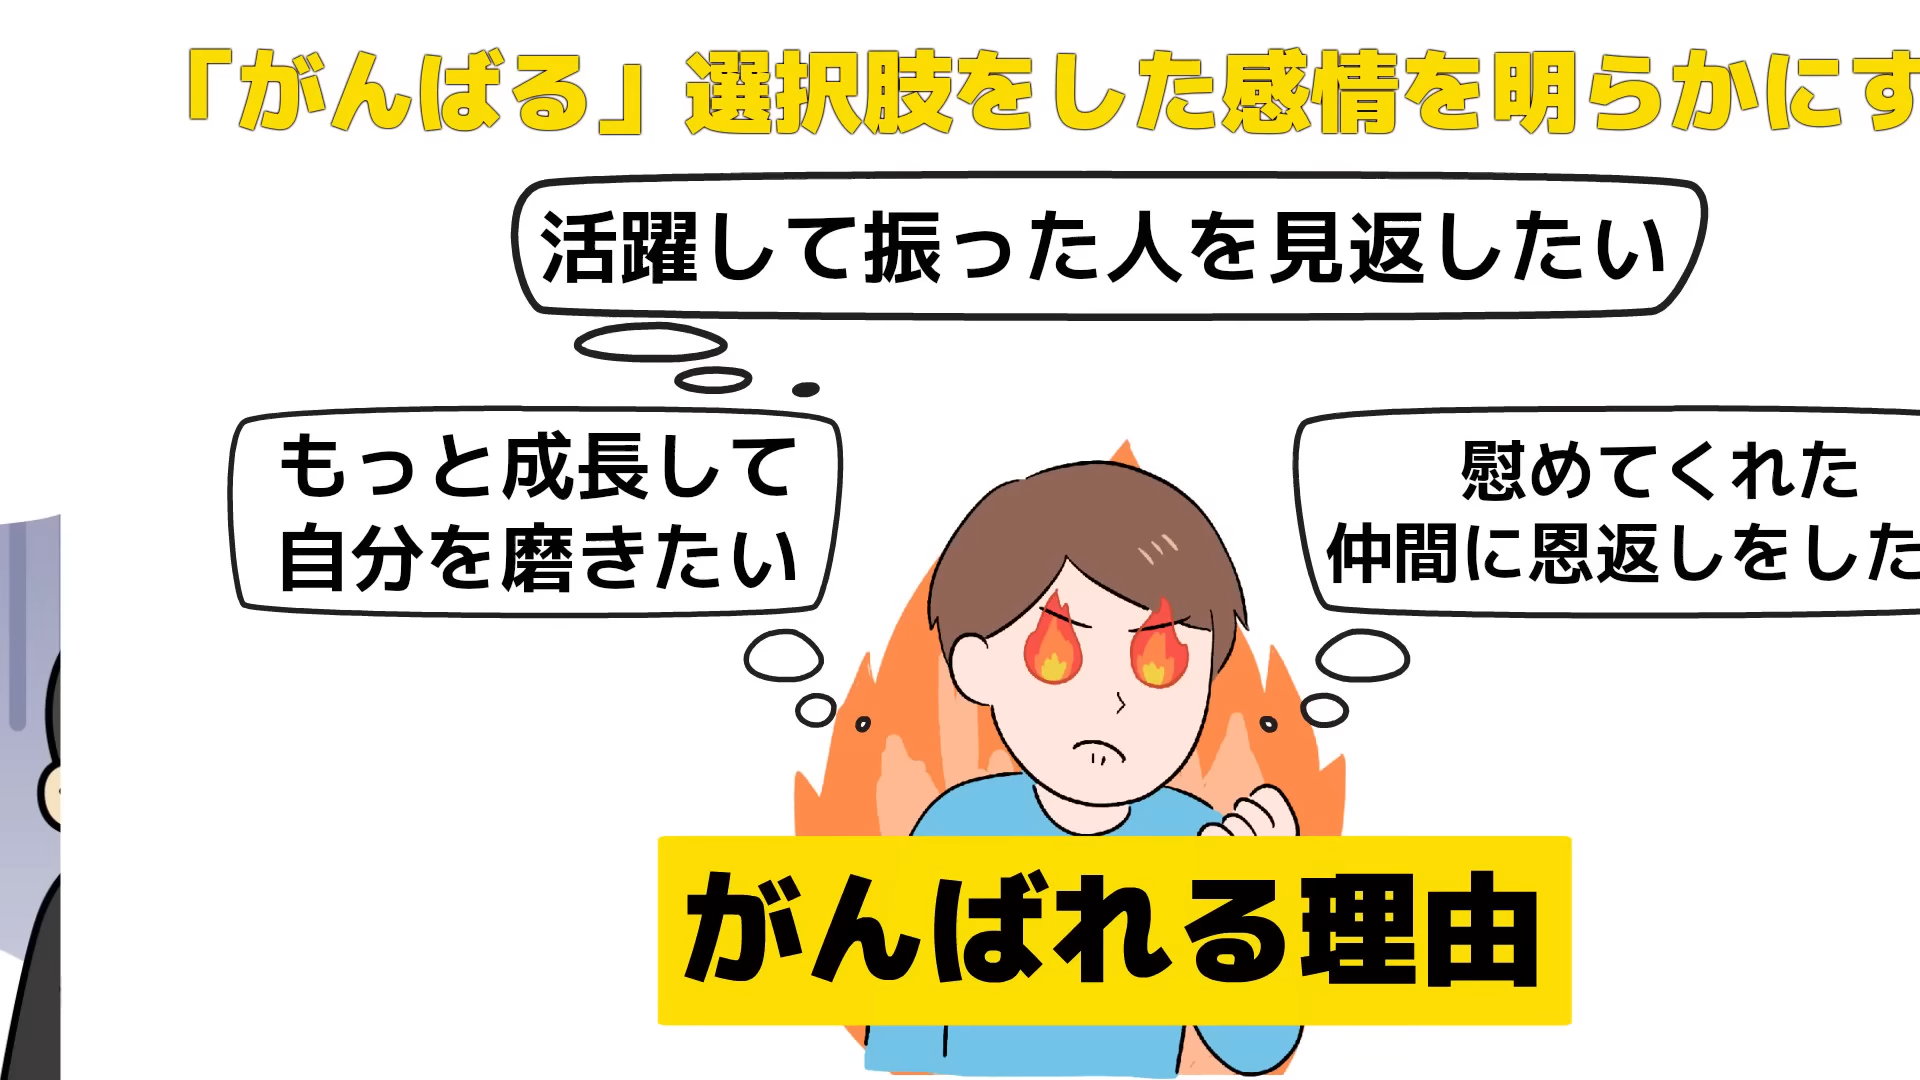 「がんばる」選択肢をした感情を明らかにす
活躍して振った人を見返したい
もっと成長して
自分を磨きたい
慰めてくれた
仲間に恩返しをした
がんばれる理由